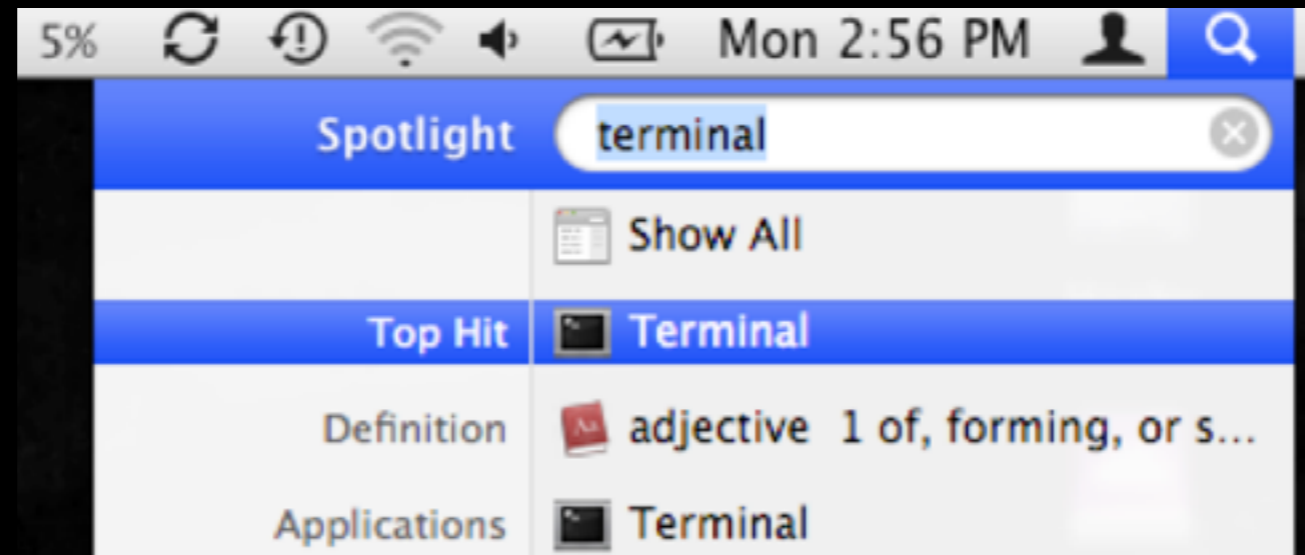 5% Mon 2:56 PM
Spotlight terminal
Show All
Top Hit Terminal
Definition adjective 1 of, forming, or s...
Applications Terminal